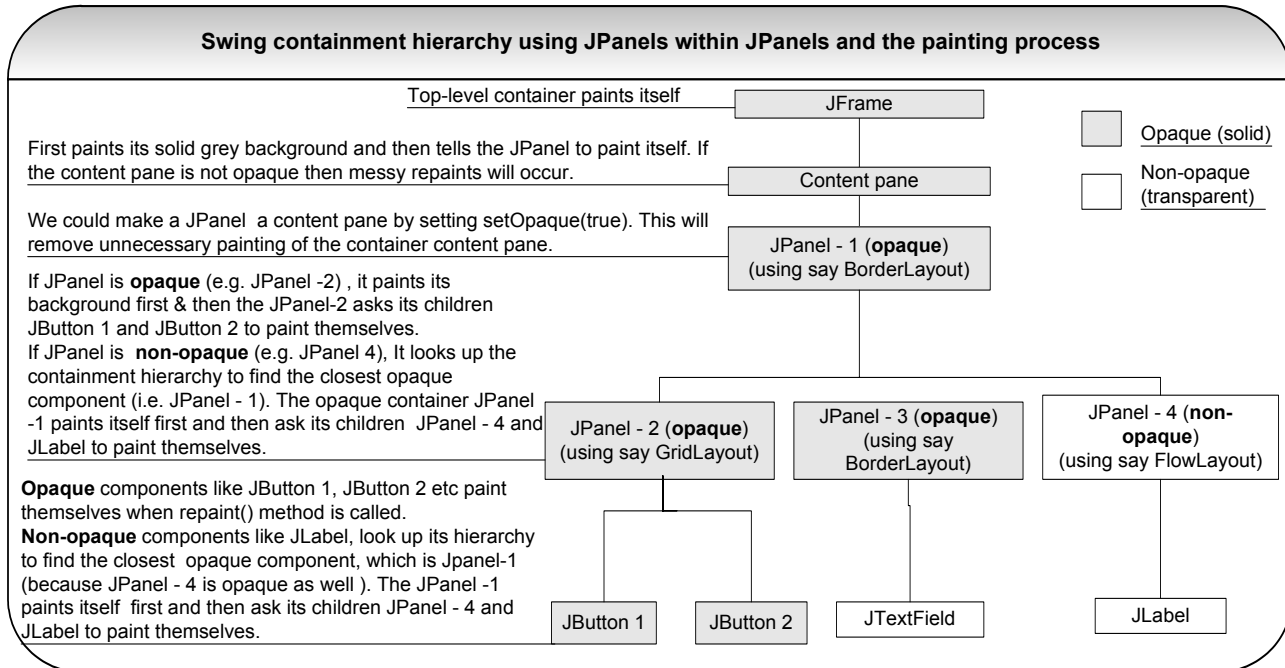 Swing containment hierarchy using JPanels within JPanels and the painting process
Top-level container paints itself
JFrame
Opaque (solid)
Non-opaque
(transparent)
First paints its solid grey background and then tells the JPanel to paint itself. If
the content pane is not opaque then messy repaints will occur.
Content pane
We could make a JPanel a content pane by setting setOpaque(true). This will
remove unnecessary painting of the container content pane.
JPanel - 1 (opaque)
(using say BorderLayout)
If JPanel is opaque (e.g. JPanel -2) , it paints its
background first & then the JPanel-2 asks its children
JButton 1 and JButton 2 to paint themselves.
If JPanel is non-opaque (e.g. JPanel 4), It looks up the
containment hierarchy to find the closest opaque
component (i.e. JPanel - 1). The opaque container JPanel
-1 paints itself first and then ask its children JPanel - 4 and
JLabel to paint themselves.
JPanel - 2 (opaque)
(using say GridLayout)
JPanel - 3 (opaque)
(using say
BorderLayout)
JPanel - 4 (non-
opaque)
(using say FlowLayout)
Opaque components like JButton 1, JButton 2 etc paint
themselves when repaint() method is called.
Non-opaque components like JLabel, look up its hierarchy
to find the closest opaque component, which is Jpanel-1
(because JPanel - 4 is opaque as well ). The JPanel -1
paints itself first and then ask its children JPanel - 4 and
JLabel to paint themselves.
JButton 1
JButton 2
JTextField
JLabel